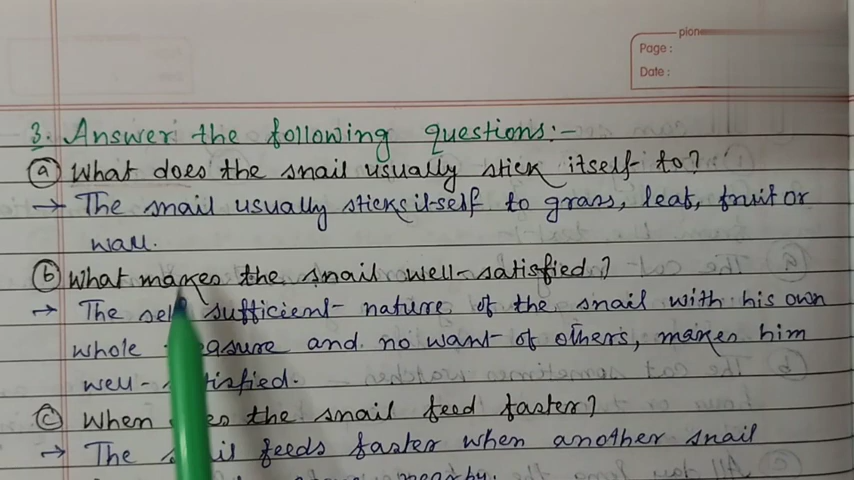 pion
Page :
Date :
3. Answer the following questions:-
(a) What does the snail usually stick itself to?
→ The snail usually sticks itself to grass, leaf, fruit or
wall.
(b) What makes the snail well-satisfied?
→ The sufficient nature of the snail with his own
whole and no want of others, makes him
well-satisfied.
(c) When the snail feed faster?
→ The feeds faster when another snail
nearby.